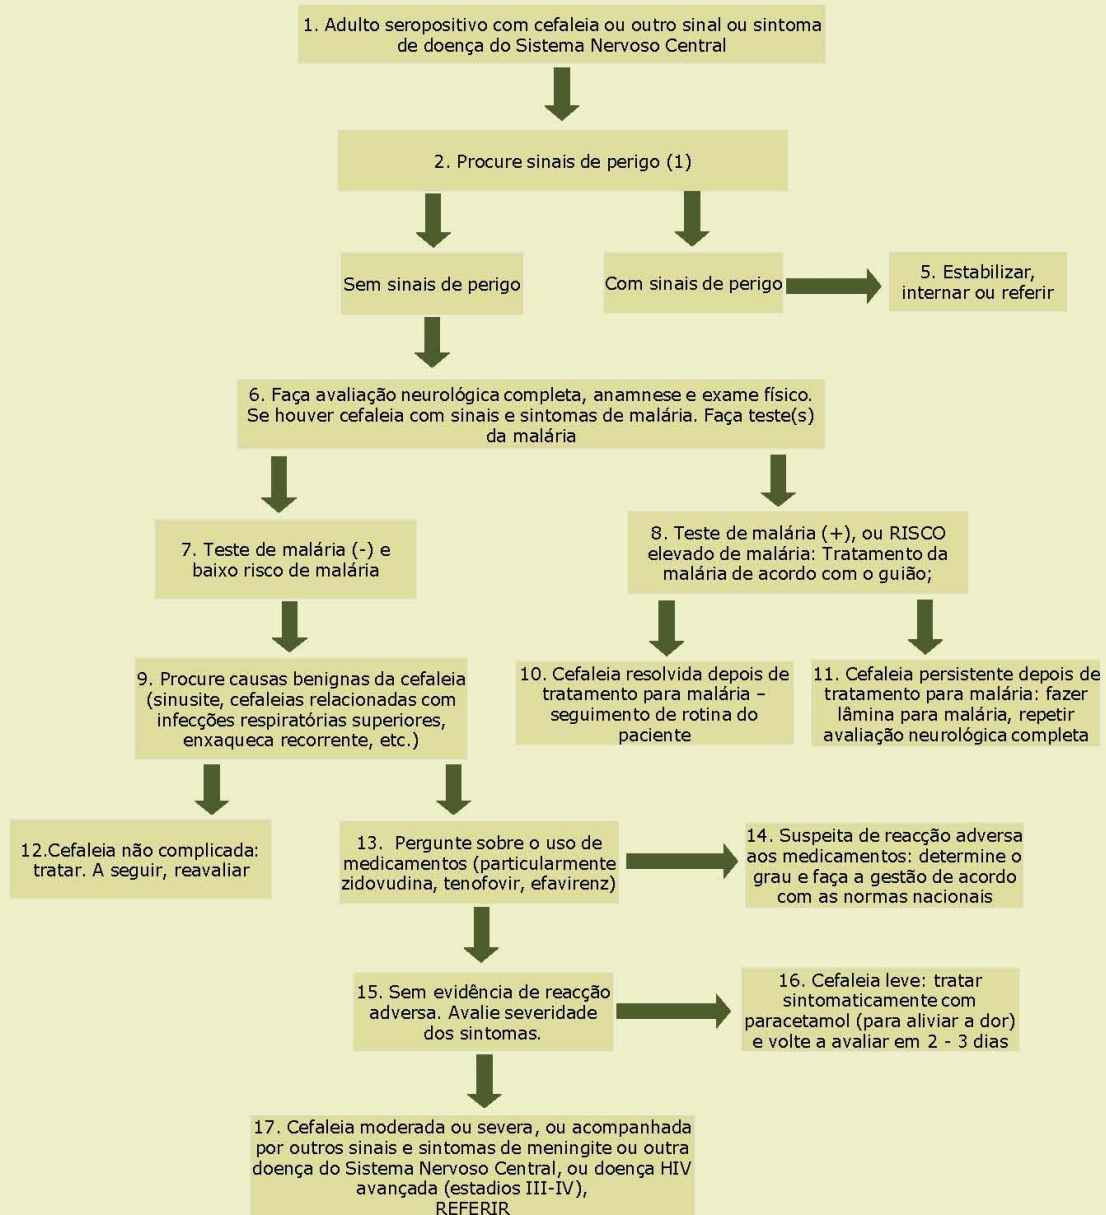 1. Adulto seropositivo com cefaleia ou outro sinal ou sintoma
de doença do Sistema Nervoso Central
2. Procure sinais de perigo (1)
Sem sinais de perigo
Com sinais de perigo
5. Estabilizar,
internar ou referir
6. Faça avaliação neurológica completa, anamnese e exame físico.
Se houver cefaleia com sinais e sintomas de malária. Faça teste(s)
da malária
7. Teste de malária (-) e
baixo risco de malária
8. Teste de malária (+), ou RISCO
elevado de malária: Tratamento da
malária de acordo com o guião;
9. Procure causas benignas da cefaleia
(sinusite, cefaleias relacionadas com
infecções respiratórias superiores,
enxaqueca recorrente, etc.)
10. Cefaleia resolvida depois de
tratamento para malária –
seguimento de rotina do
paciente
11. Cefaleia persistente depois de
tratamento para malária: fazer
lâmina para malária, repetir
avaliação neurológica completa
12.Cefaleia não complicada:
tratar. A seguir, reavaliar
13. Pergunte sobre o uso de
medicamentos (particularmente
zidovudina, tenofovir, efavirenz)
14. Suspeita de reacção adversa
aos medicamentos: determine o
grau e faça a gestão de acordo
com as normas nacionais
15. Sem evidência de reacção
adversa. Avalie severidade
dos sintomas.
16. Cefaleia leve: tratar
sintomaticamente com
paracetamol (para aliviar a dor)
e volte a avaliar em 2 - 3 dias
17. Cefaleia moderada ou severa, ou acompanhada
por outros sinais e sintomas de meningite ou outra
doença do Sistema Nervoso Central, ou doença HIV
avançada (estadios III-IV),
REFERIR